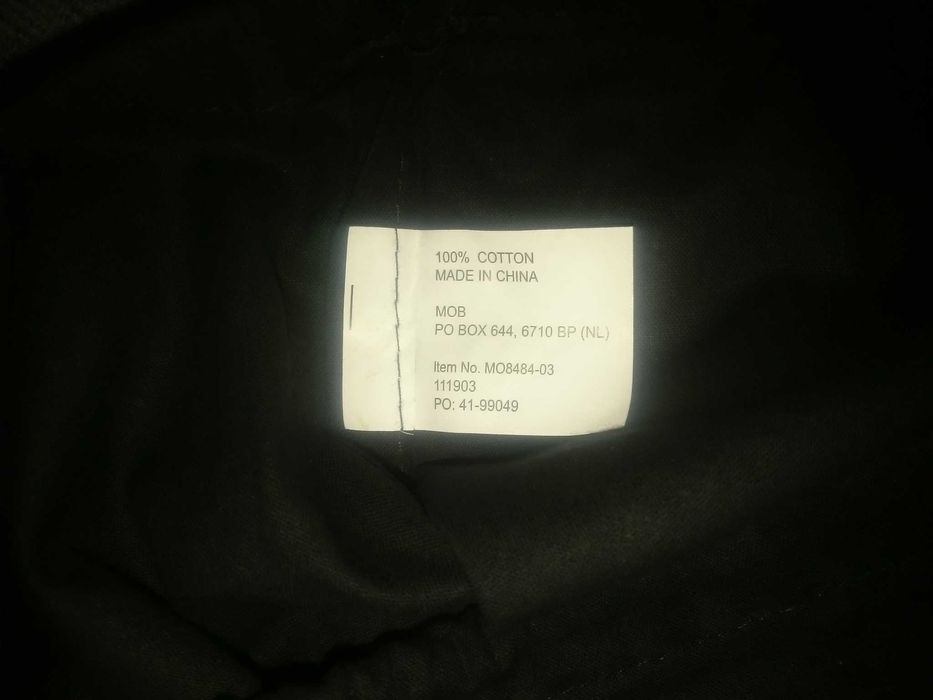 100% COTTON
MADE IN CHINA
MOB
PO BOX 644, 6710 BP (NL)
Item No. MO8484-03
111903
PO: 41-99049